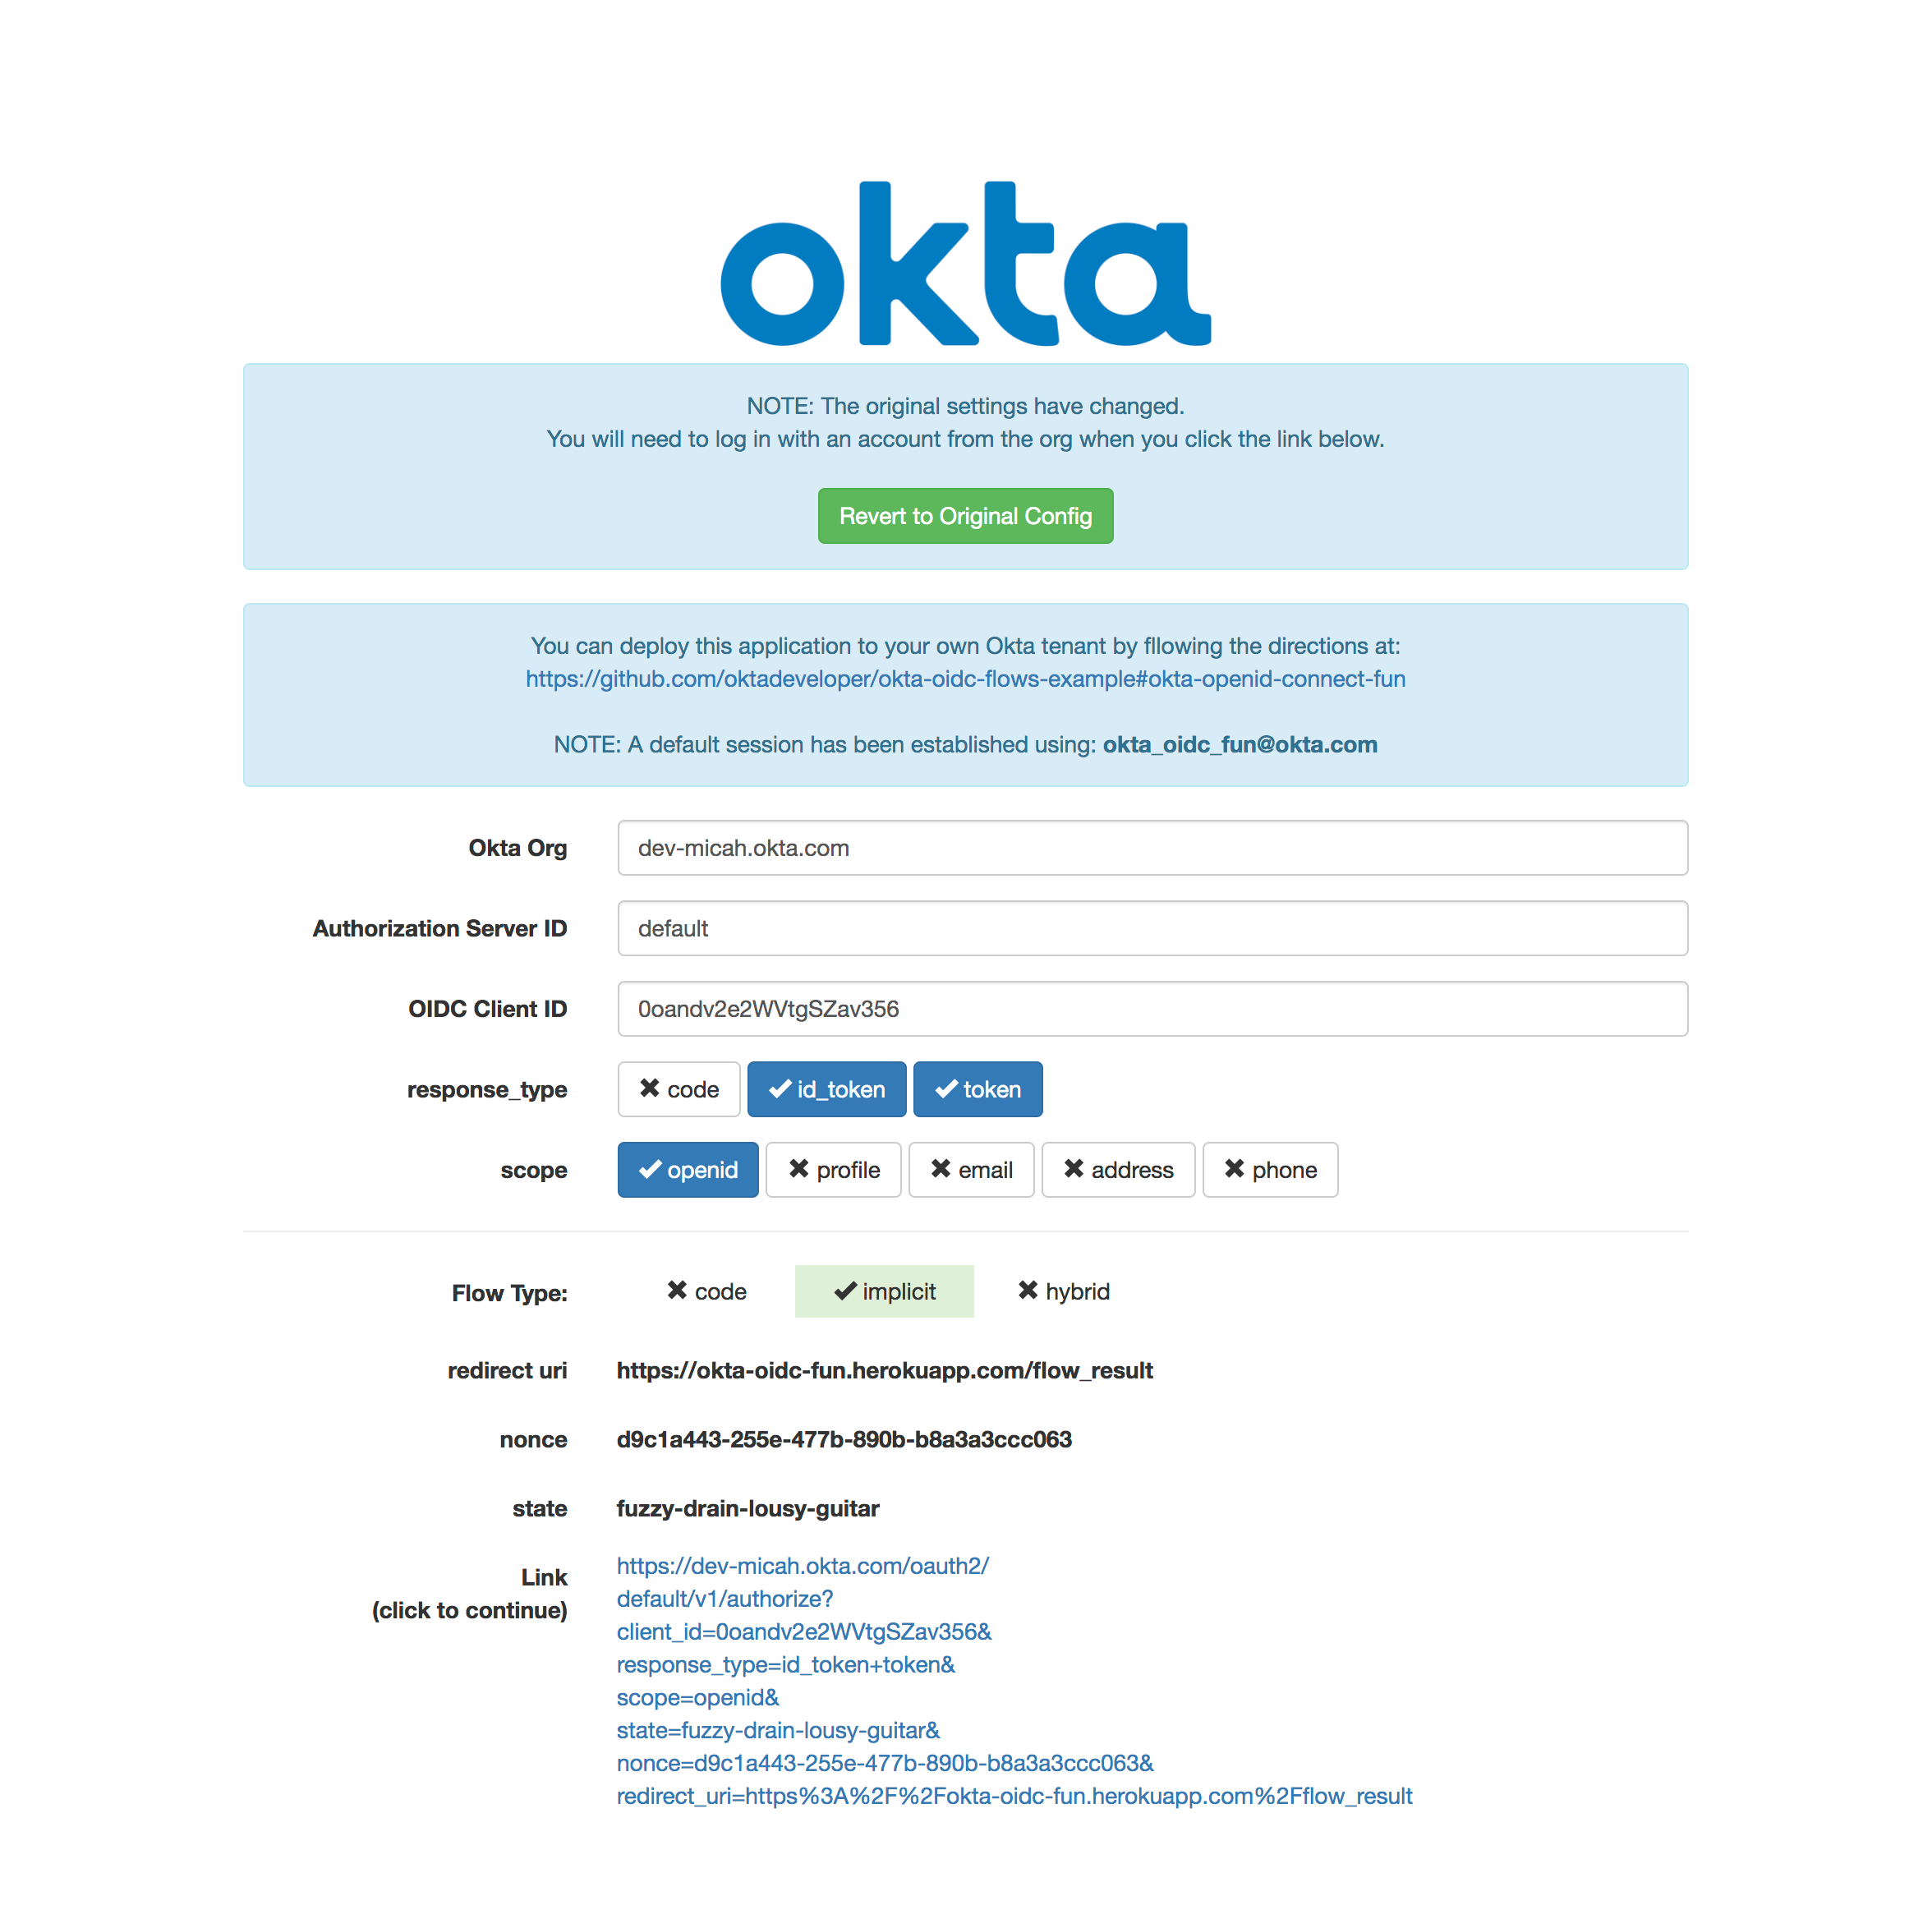 okta
NOTE: The original settings have changed.
You will need to log in with an account from the org when you click the link below.
Revert to Original Config
You can deploy this application to your own Okta tenant by fllowing the directions at:
https://github.com/oktadeveloper/okta-oidc-flows-example#okta-openid-connect-fun
NOTE: A default session has been established using: okta_oidc_fun@okta.com
Okta Org dev-micah.okta.com
Authorization Server ID default
OIDC Client ID 0oandv2e2WVtgSZav356
response_type code id_token token
scope openid profile email address phone
Flow Type: code implicit hybrid
redirect uri https://okta-oidc-fun.herokuapp.com/flow_result
nonce d9c1a443-255e-477b-890b-b8a3a3ccc063
state fuzzy-drain-lousy-guitar
Link
(click to continue)
https://dev-micah.okta.com/oauth2/
default/v1/authorize?
client_id=0oandv2e2WVtgSZav356&
response_type=id_token+token&
scope=openid&
state=fuzzy-drain-lousy-guitar&
nonce=d9c1a443-255e-477b-890b-b8a3a3ccc063&
redirect_uri=https%3A%2F%2Fokta-oidc-fun.herokuapp.com%2Fflow_result